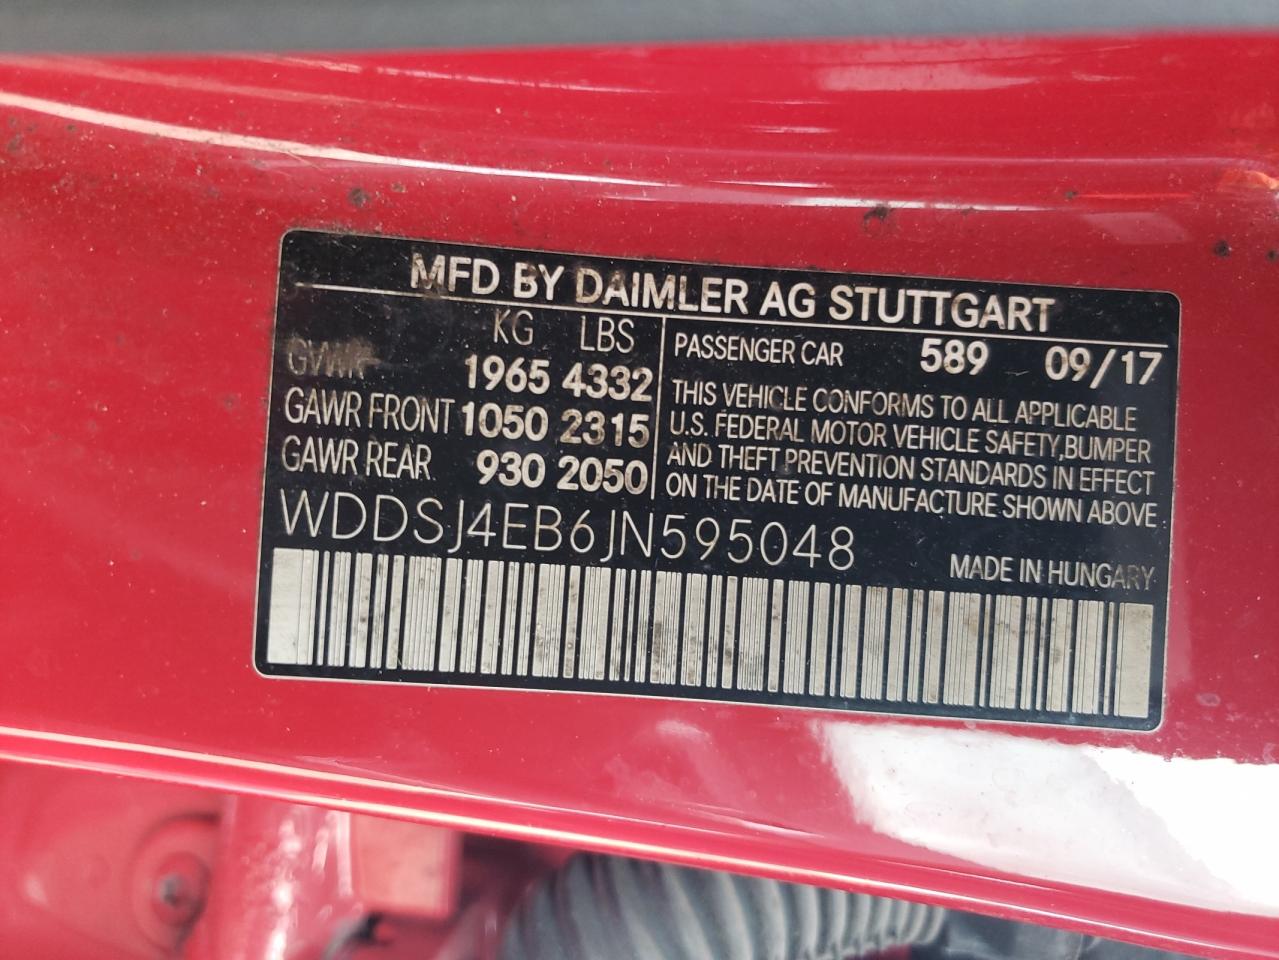 MFD BY DAIMLER AG STUTTGART
KG LBS
GVWR 1965 4332
GAWR FRONT 1050 2315
GAWR REAR 930 2050
PASSENGER CAR 589 09/17
THIS VEHICLE CONFORMS TO ALL APPLICABLE
U.S. FEDERAL MOTOR VEHICLE SAFETY, BUMPER
AND THEFT PREVENTION STANDARDS IN EFFECT
ON THE DATE OF MANUFACTURE SHOWN ABOVE
WDDSJ4EB6JN595048
MADE IN HUNGARY